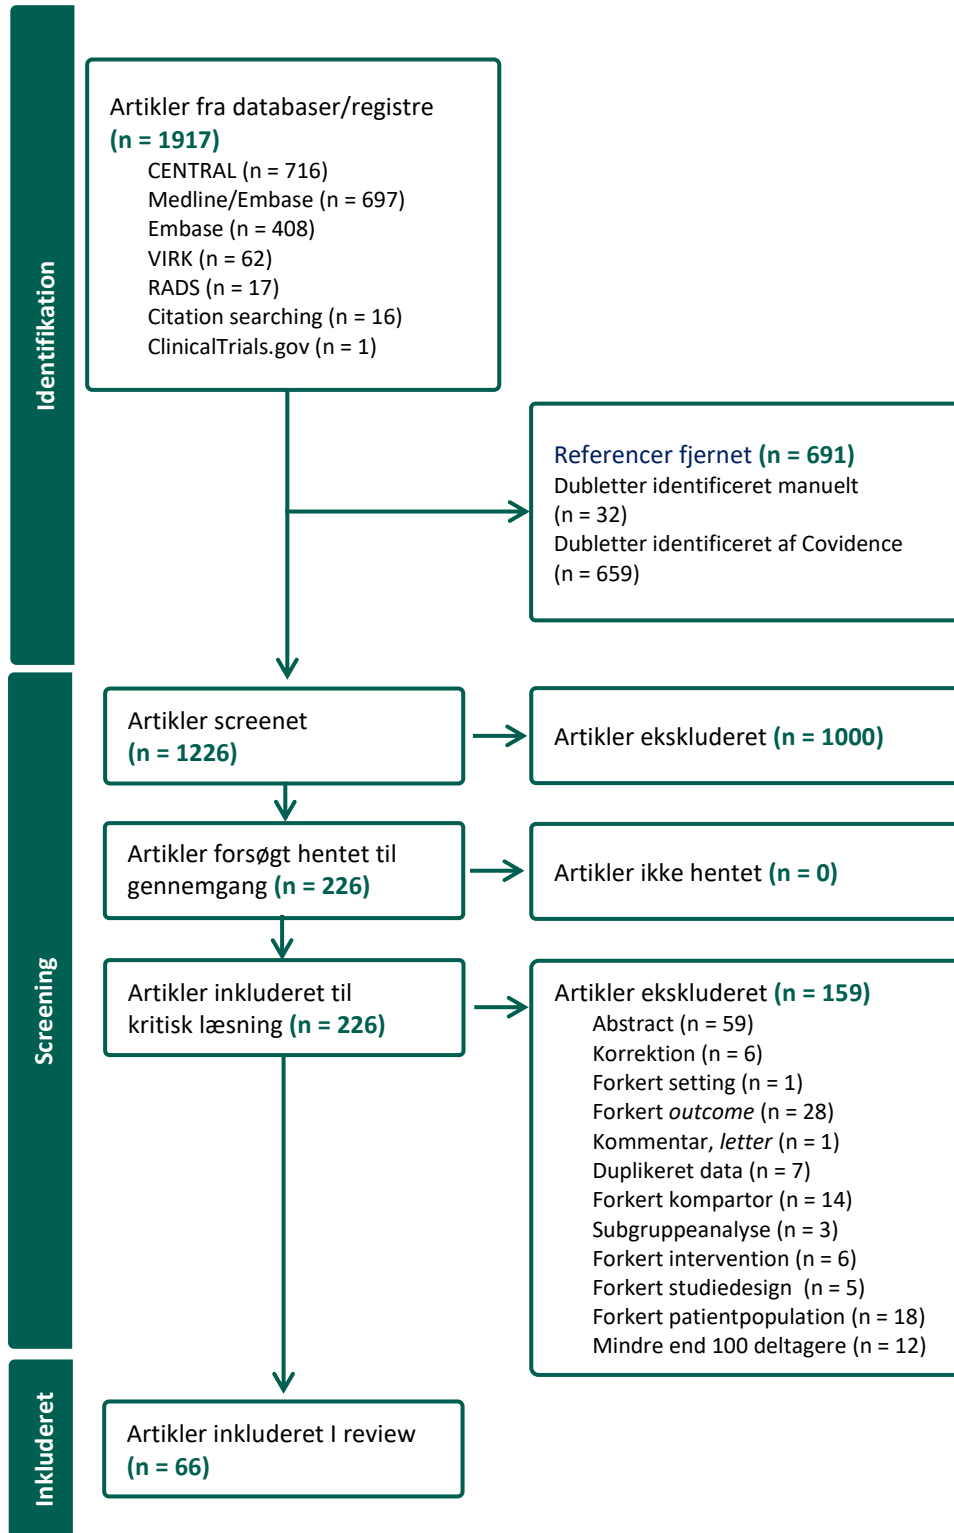 Identifikation
Artikler fra databaser/registre
(n = 1917)
CENTRAL (n = 716)
Medline/Embase (n = 697)
Embase (n = 408)
VIRK (n = 62)
RADS (n = 17)
Citation searching (n = 16)
ClinicalTrials.gov (n = 1)
Referencer fjernet (n = 691)
Dubletter identificeret manuelt
(n = 32)
Dubletter identificeret af Covidence
(n = 659)
Screening
Artikler screenet
(n = 1226)
Artikler ekskluderet (n = 1000)
Artikler forsøgt hentet til
gennemgang (n = 226)
Artikler ikke hentet (n = 0)
Artikler inkluderet til
kritisk læsning (n = 226)
Artikler ekskluderet (n = 159)
Abstract (n = 59)
Korrektion (n = 6)
Forkert setting (n = 1)
Forkert outcome (n = 28)
Kommentar, letter (n = 1)
Duplikeret data (n = 7)
Forkert kompartor (n = 14)
Subgruppeanalyse (n = 3)
Forkert intervention (n = 6)
Forkert studiedesign (n = 5)
Forkert patientpopulation (n = 18)
Mindre end 100 deltagere (n = 12)
Inkluderet
Artikler inkluderet I review
(n = 66)